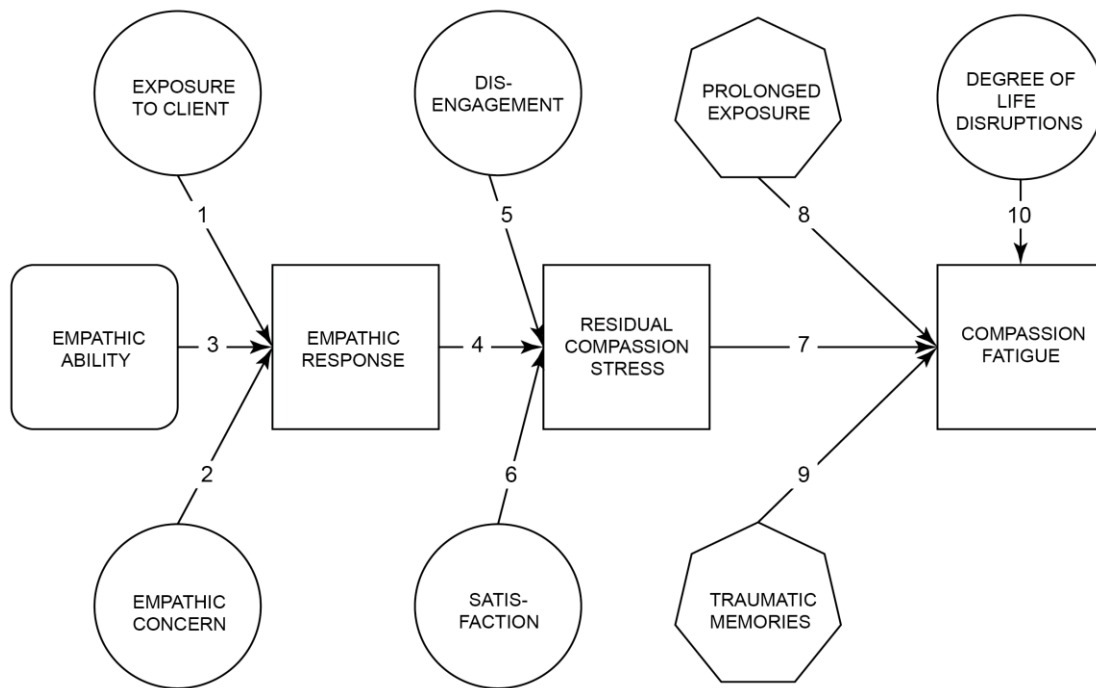 EXPOSURE
TO CLIENT
DIS-
ENGAGEMENT
PROLONGED
EXPOSURE
DEGREE OF
LIFE
DISRUPTIONS
1
5
8
10
EMPATHIC
ABILITY
3
EMPATHIC
RESPONSE
4
RESIDUAL
COMPASSION
STRESS
7
COMPASSION
FATIGUE
2
6
9
EMPATHIC
CONCERN
SATIS-
FACTION
TRAUMATIC
MEMORIES